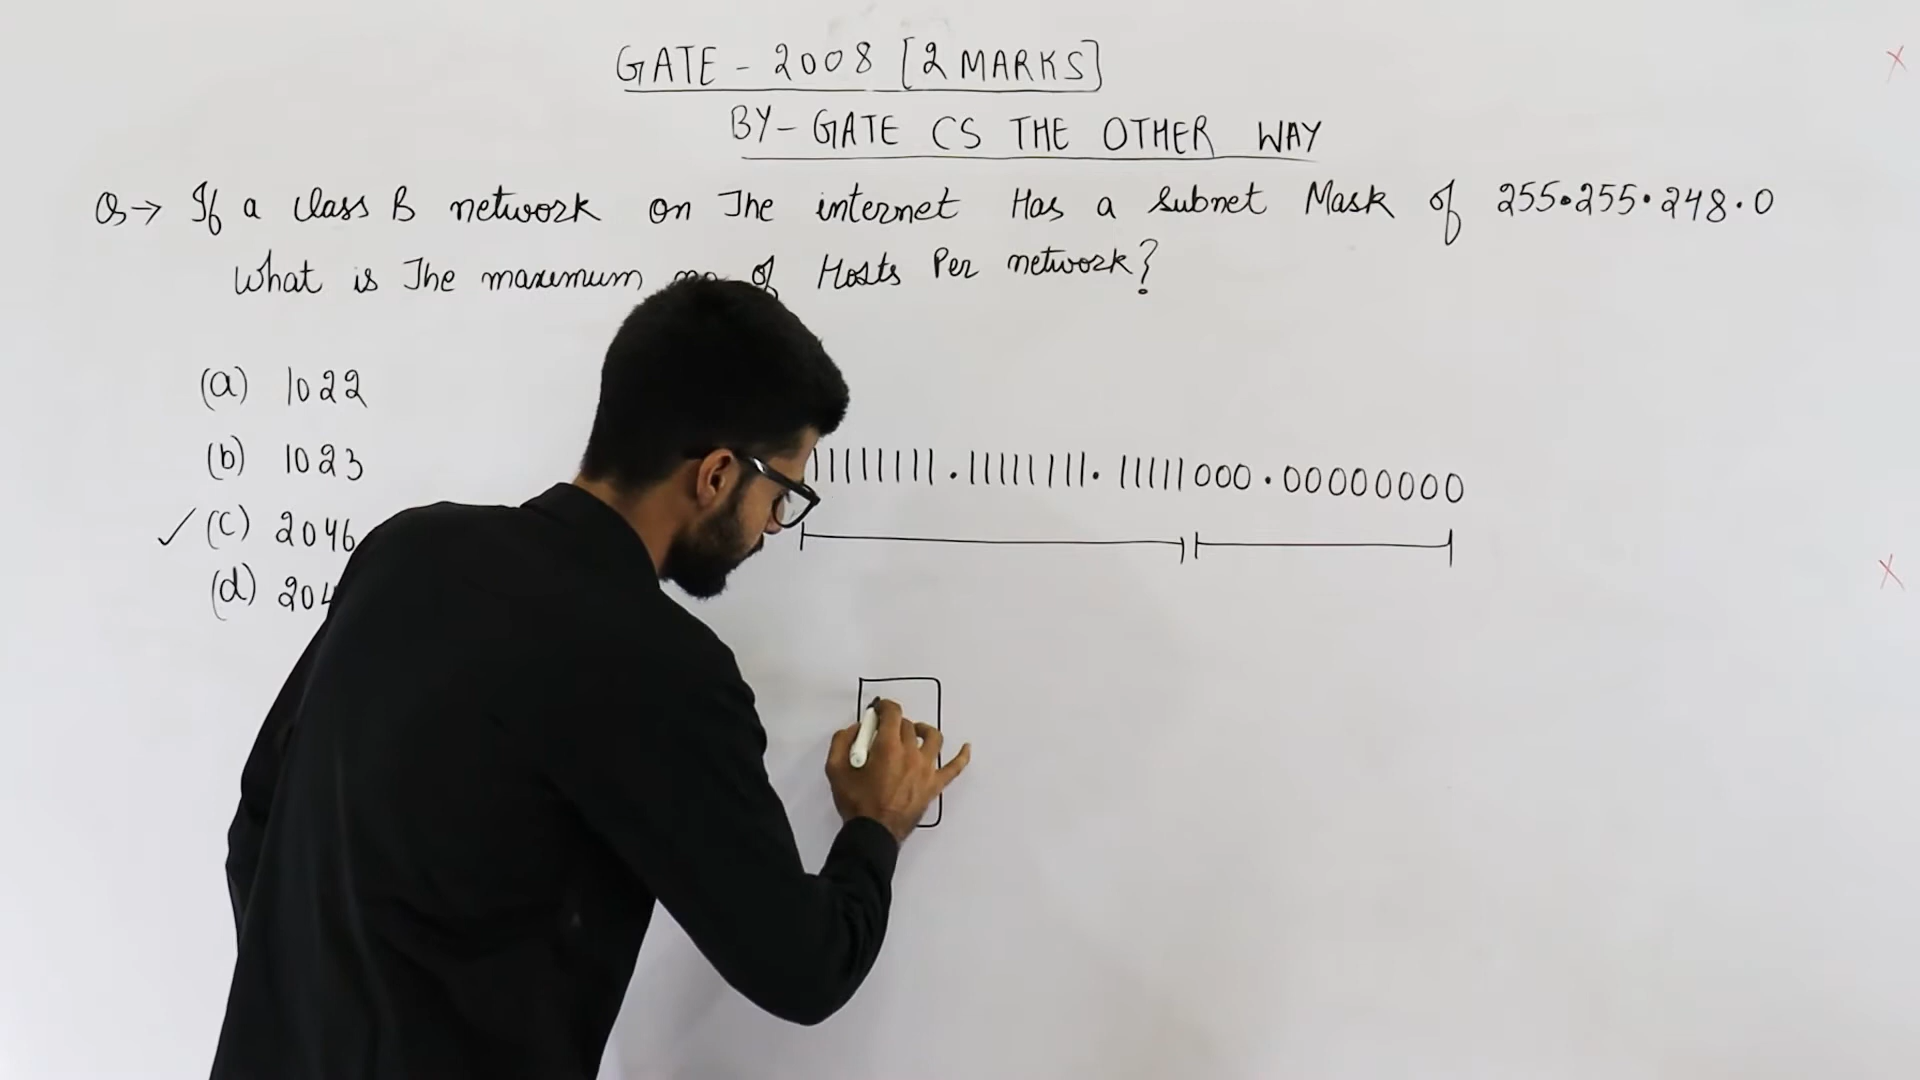 GATE - 2008 [2 MARKS]
BY - GATE CS THE OTHER WAY
Q→ If a class B network on The internet Has a Subnet Mask of 255.255.248.0
What is The maxemum of Hosts Per network?
(a) 1022
(b) 1023
✓ (c) 2046
(d)
11111111.11111111.11111000.00000000